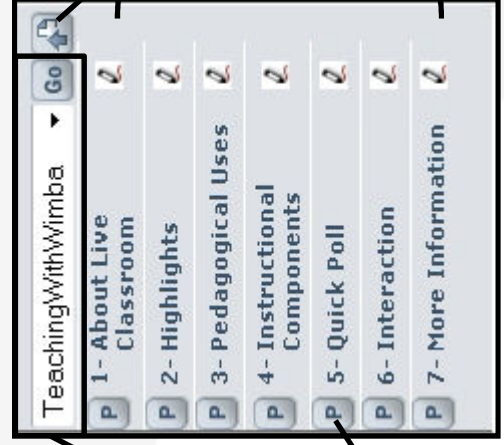 TeachingWithWimba Go
P 1- About Live
Classroom
P 2- Highlights
P 3- Pedagogical Uses
P 4- Instructional
Components
P 5- Quick Poll
P 6- Interaction
P 7- More Information